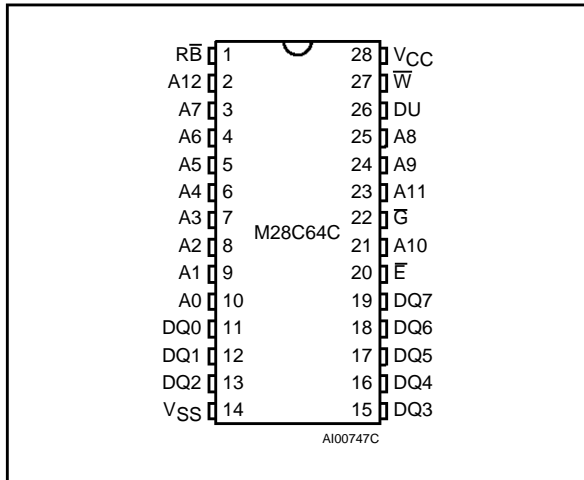 RB̅ 1 28 VCC
A12 2 27 W̅
A7 3 26 DU
A6 4 25 A8
A5 5 24 A9
A4 6 23 A11
A3 7 22 G̅
M28C64C
A2 8 21 A10
A1 9 20 E̅
A0 10 19 DQ7
DQ0 11 18 DQ6
DQ1 12 17 DQ5
DQ2 13 16 DQ4
VSS 14 15 DQ3
AI00747C